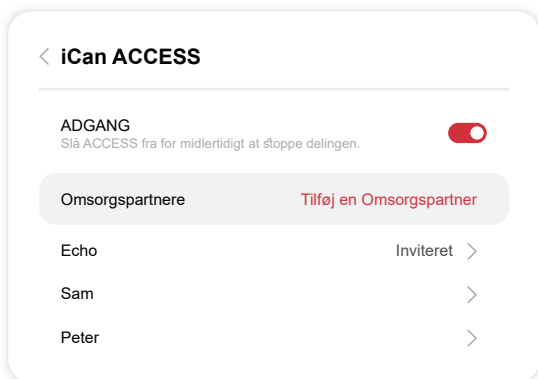 iCan ACCESS
ADGANG
Slå ACCESS fra for midlertidigt at stoppe delingen.
Omsorgspartnere Tilføj en Omsorgspartner
Echo Inviteret
Sam
Peter